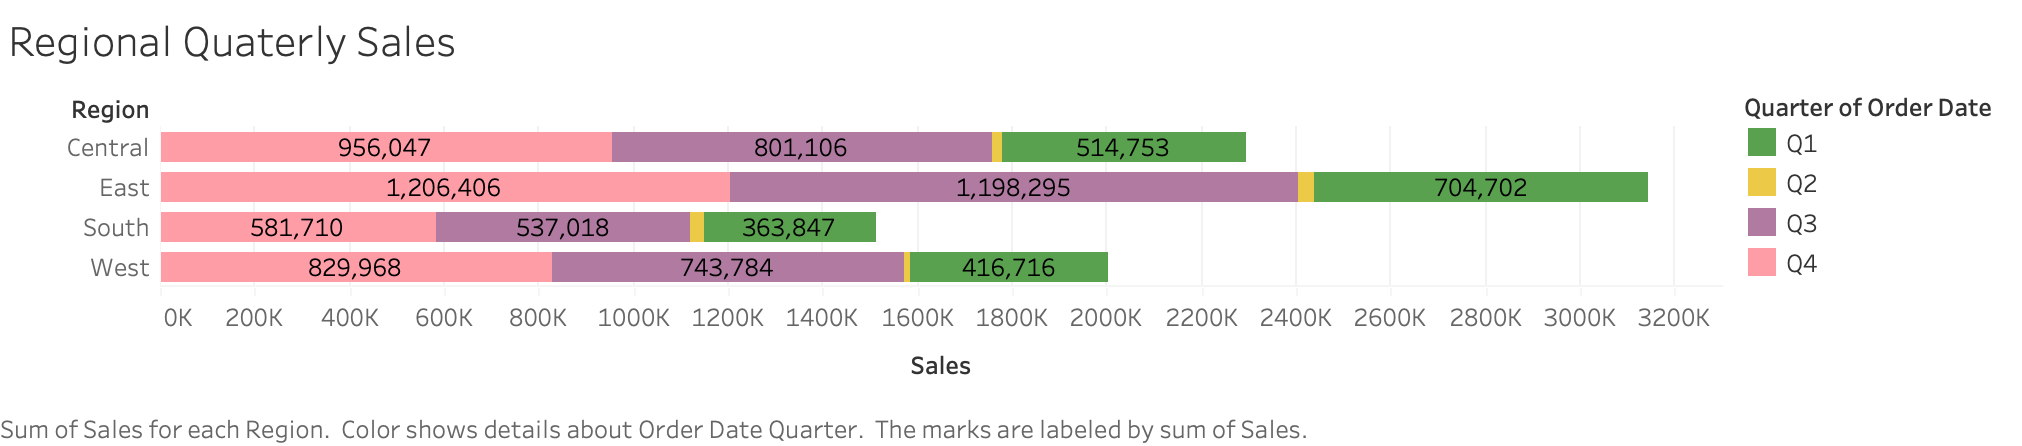 Regional Quaterly Sales
Region
Quarter of Order Date
Central 956,047 801,106 514,753
Q1
East 1,206,406 1,198,295 704,702
Q2
South 581,710 537,018 363,847
Q3
West 829,968 743,784 416,716
Q4
0K 200K 400K 600K 800K 1000K 1200K 1400K 1600K 1800K 2000K 2200K 2400K 2600K 2800K 3000K 3200K
Sales
Sum of Sales for each Region.  Color shows details about Order Date Quarter.  The marks are labeled by sum of Sales.